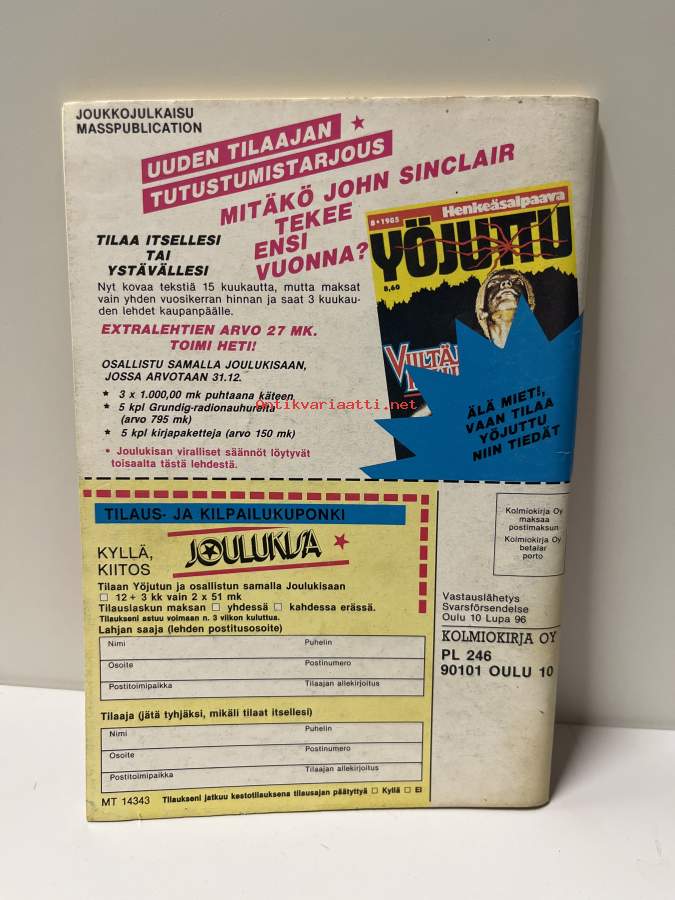 JOUKKOJULKAISU
MASSPUBLICATION
UUDEN TILAAJAN
TUTUSTUMISTARJOUS
MITÄKÖ JOHN SINCLAIR
TEKEE
ENSI
VUONNA?
TILAA ITSELLESI
TAI
YSTÄVÄLLESI
Nyt kovaa tekstiä 15 kuukautta, mutta maksat
vain yhden vuosikerran hinnan ja saat 3 kuukau-
den lehdet kaupanpäälle.
EXTRALEHTIEN ARVO 27 MK.
TOIMI HETI!
OSALLISTU SAMALLA JOULUKISAAN,
JOSSA ARVOTAAN 31.12.
* 3 x 1.000,00 mk puhtaana käteen
* 5 kpl Grundig-radionauhureita
(arvo 795 mk)
* 5 kpl kirjapaketteja (arvo 150 mk)
• Joulukisan viralliset säännöt löytyvät
toisaalta tästä lehdestä.
Antikvariaatti.net
8•1985
Henkeäsalpaava
YÖJUTTU
8,60
ÄLÄ MIETI,
VAAN TILAA
YÖJUTTU
NIIN TIEDÄT
TILAUS- JA KILPAILUKUPONKI
KYLLÄ,
KIITOS
JOULUKISA
Tilaan Yöjutun ja osallistun samalla Joulukisaan
□ 12 + 3 kk vain 2 x 51 mk
Tilauslaskun maksan □ yhdessä □ kahdessa erässä.
Tilaukseni astuu voimaan n. 3 viikon kuluttua.
Lahjan saaja (lehden postitusosoite)
Nimi Puhelin
Osoite Postinumero
Postitoimipaikka Tilaajan allekirjoitus
Tilaaja (jätä tyhjäksi, mikäli tilaat itsellesi)
Nimi Puhelin
Osoite Postinumero
Postitoimipaikka Tilaajan allekirjoitus
MT 14343 Tilaukseni jatkuu kestotilauksena tilausajan päätyttyä □ Kyllä □ Ei
Kolmiokirja Oy
maksaa
postimaksun
Kolmiokirja Oy
betalar
porto
Vastauslähetys
Svarsförsendelse
Oulu 10 Lupa 96
KOLMIOKIRJA OY
PL 246
90101 OULU 10